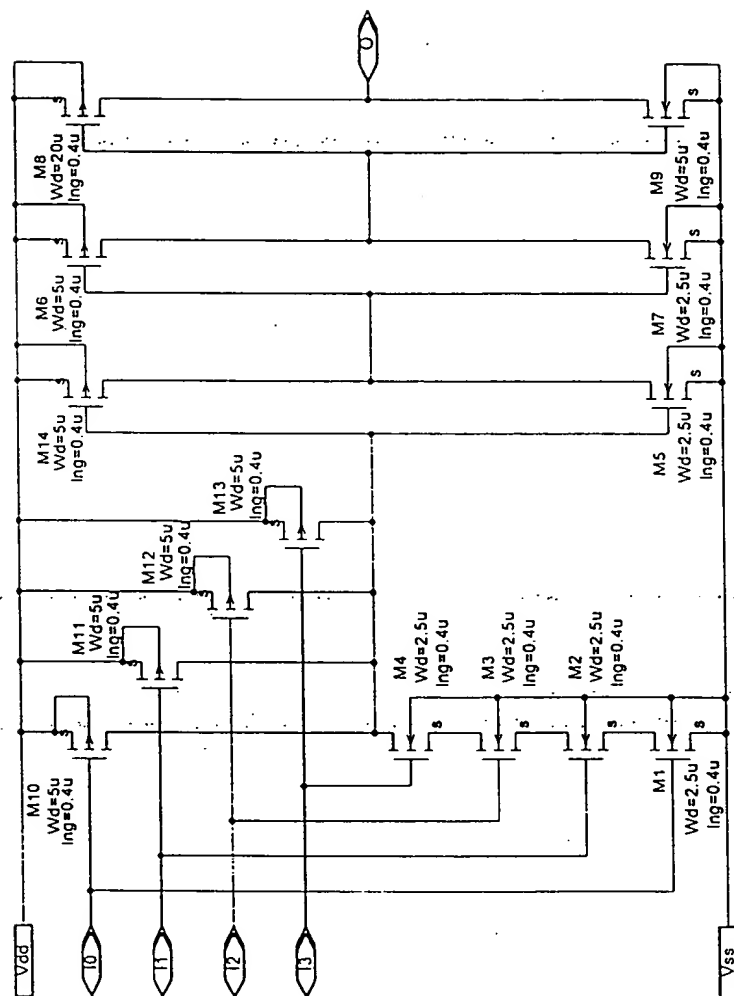 Vdd
I0
I1
I2
I3
Vss
O
M10
Wd=5u
lng=0.4u
s
M11
Wd=5u
lng=0.4u
s
M12
Wd=5u
lng=0.4u
s
M13
Wd=5u
lng=0.4u
s
M14
Wd=5u
lng=0.4u
s
M6
Wd=5u
lng=0.4u
s
M8
Wd=20u
lng=0.4u
s
M4
Wd=2.5u
lng=0.4u
s
M3
Wd=2.5u
lng=0.4u
s
M2
Wd=2.5u
lng=0.4u
s
M1
Wd=2.5u
lng=0.4u
s
M5
Wd=2.5u
lng=0.4u
s
M7
Wd=2.5u
lng=0.4u
s
M9
Wd=5u
lng=0.4u
s